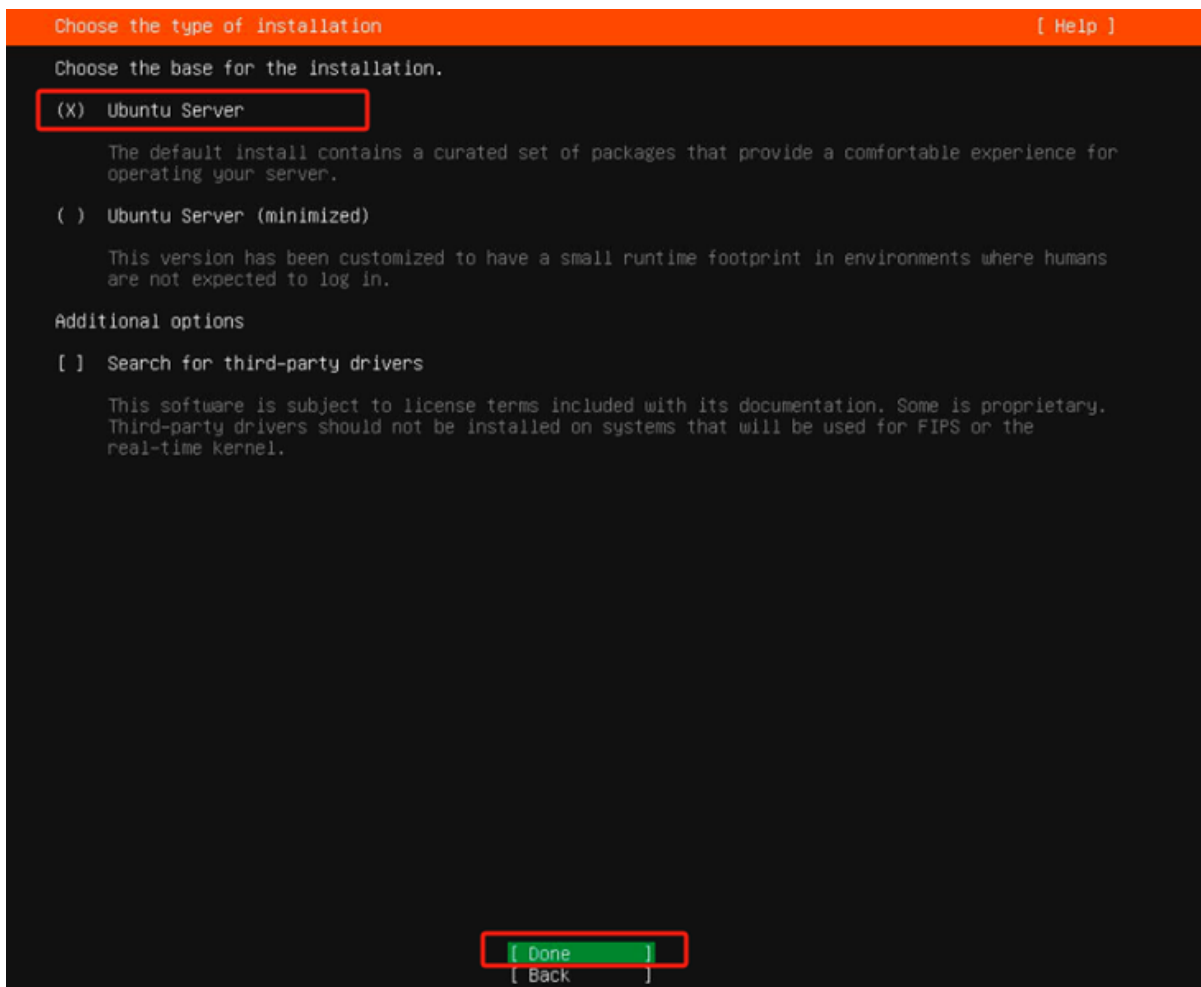 Choose the type of installation [ Help ]
Choose the base for the installation.
(X) Ubuntu Server
The default install contains a curated set of packages that provide a comfortable experience for
operating your server.
( ) Ubuntu Server (minimized)
This version has been customized to have a small runtime footprint in environments where humans
are not expected to log in.
Additional options
[ ] Search for third-party drivers
This software is subject to license terms included with its documentation. Some is proprietary.
Third-party drivers should not be installed on systems that will be used for FIPS or the
real-time kernel.
[ Done ]
[ Back ]